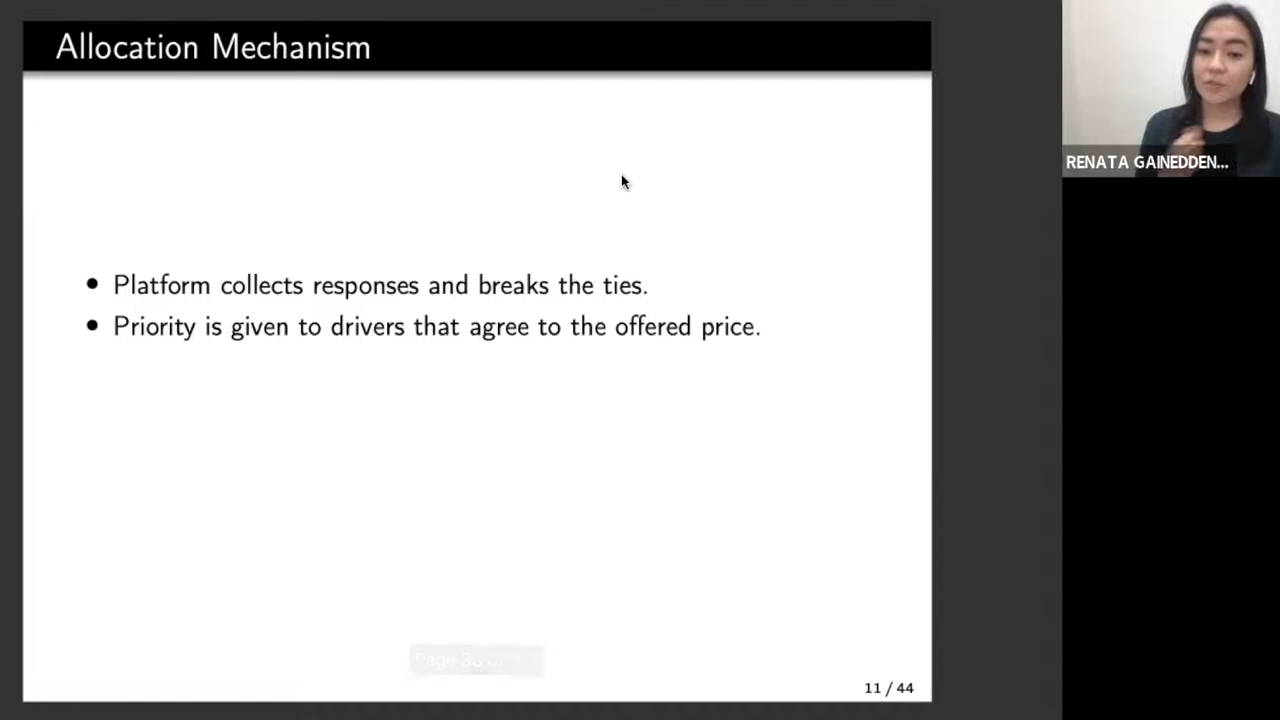 Allocation Mechanism
RENATA GAINEDDEN...
• Platform collects responses and breaks the ties.
• Priority is given to drivers that agree to the offered price.
Page
11 / 44